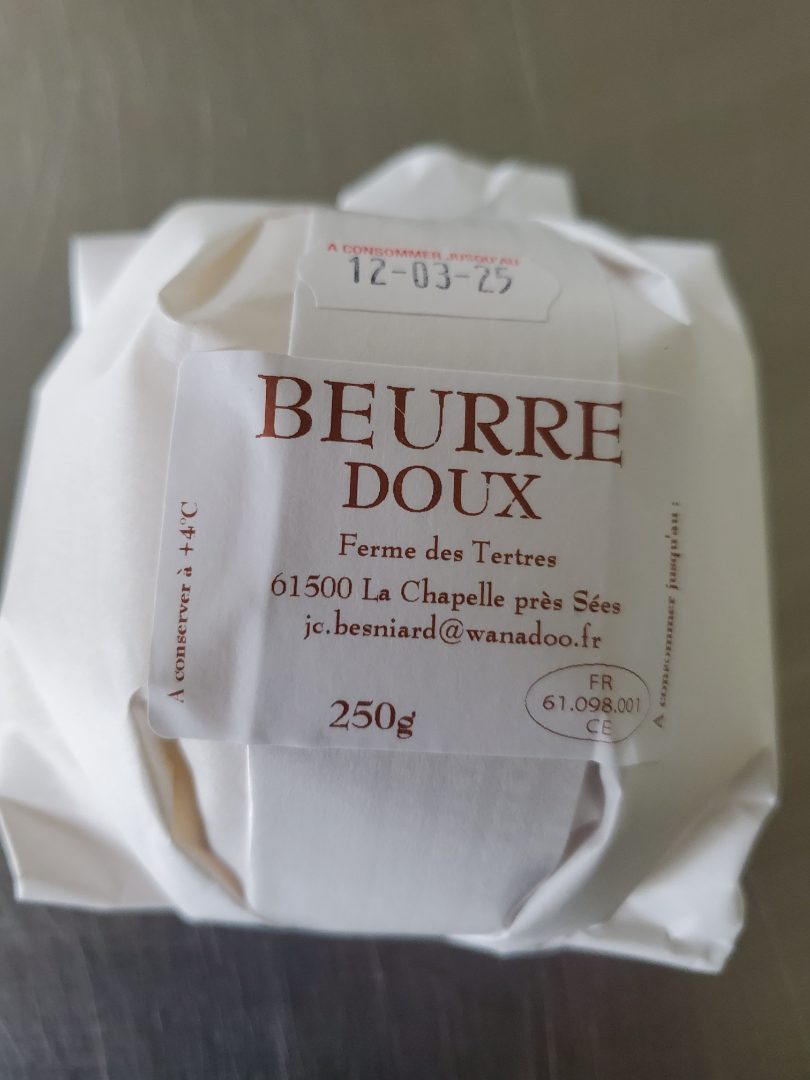 A CONSOMMER JUSQU'AU
12-03-25
BEURRE
DOUX
Ferme des Tertres
61500 La Chapelle près Sées
jc.besniard@wanadoo.fr
250g
FR
61.098.001
CE
A conserver à +4°C
A consommer jusqu'au :